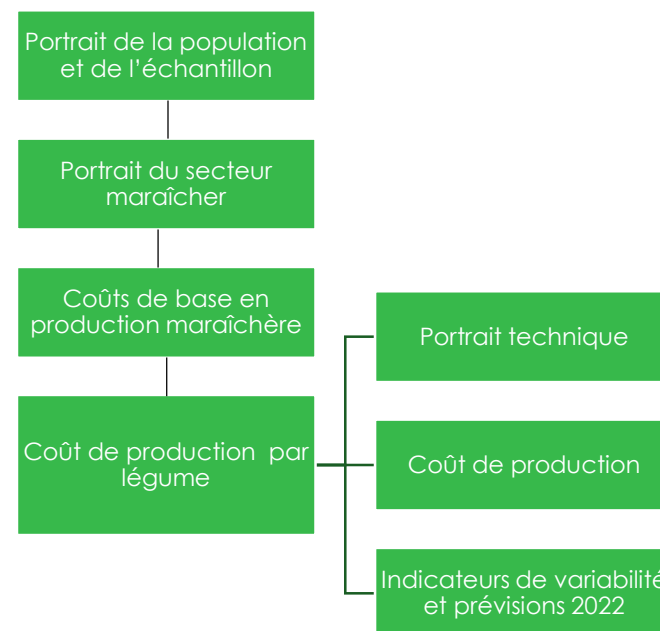 Portrait de la population
et de l'échantillon
Portrait du secteur
maraîcher
Coûts de base en
production maraîchère
Coût de production par
légume
Portrait technique
Coût de production
Indicateurs de variabilité
et prévisions 2022